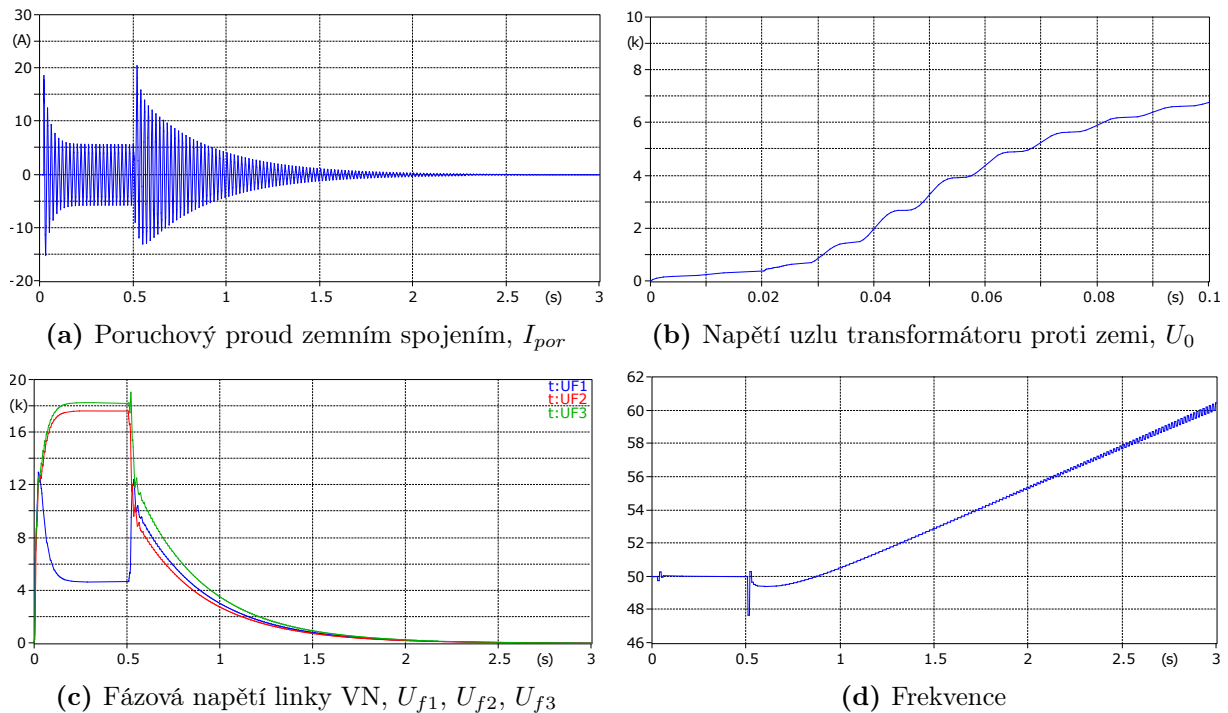 30
(A)
20
10
0
-10
-20
0 0.5 1 1.5 2 2.5 (s) 3
(a) Poruchový proud zemním spojením, I_por
10
(k)
8
6
4
2
0
0 0.02 0.04 0.06 0.08 (s) 0.1
(b) Napětí uzlu transformátoru proti zemi, U_0
20
(k)
16
12
8
4
0
t:UF1
t:UF2
t:UF3
0 0.5 1 1.5 2 (s) 2.5 3
(c) Fázová napětí linky VN, U_f1, U_f2, U_f3
62
60
58
56
54
52
50
48
46
0 0.5 1 1.5 2 2.5 (s) 3
(d) Frekvence